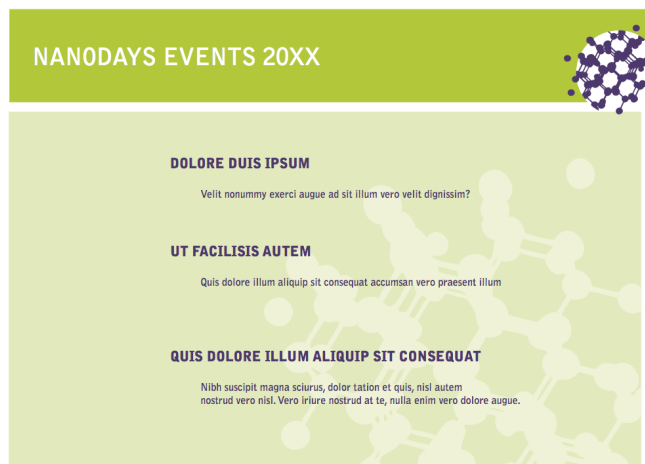 NANODAYS EVENTS 20XX
DOLORE DUIS IPSUM
Velit nonummy exerci augue ad sit illum vero velit dignissim?
UT FACILISIS AUTEM
Quis dolore illum aliquip sit consequat accumsan vero praesent illum
QUIS DOLORE ILLUM ALIQUIP SIT CONSEQUAT
Nibh suscipit magna sciurus, dolor tation et quis, nisl autem
nostrud vero nisl. Vero iriure nostrud at te, nulla enim vero dolore augue.